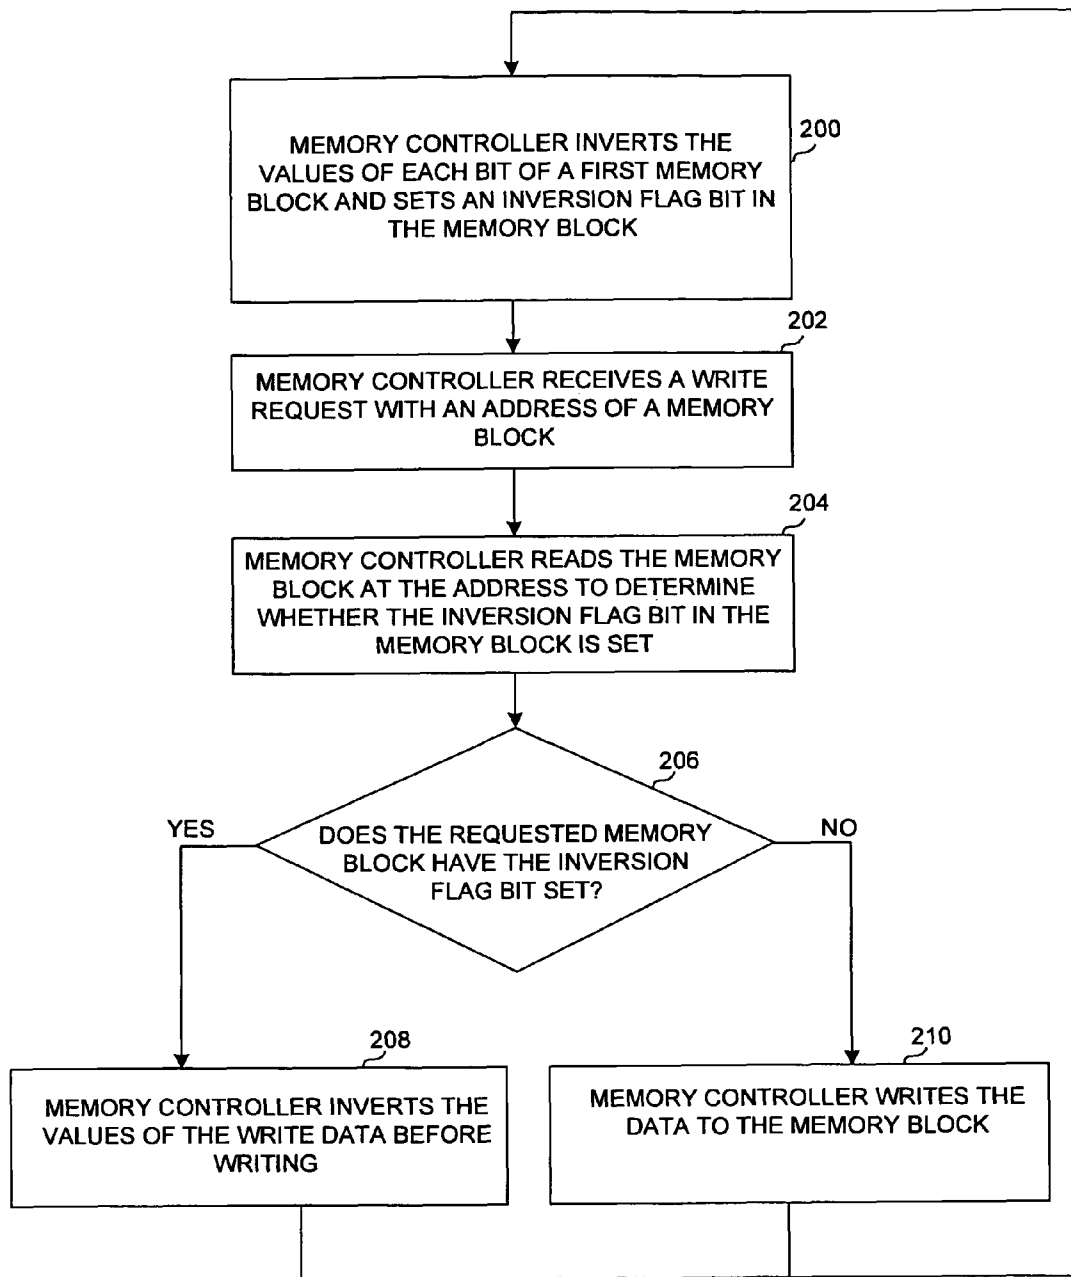 200
MEMORY CONTROLLER INVERTS THE
VALUES OF EACH BIT OF A FIRST MEMORY
BLOCK AND SETS AN INVERSION FLAG BIT IN
THE MEMORY BLOCK
202
MEMORY CONTROLLER RECEIVES A WRITE
REQUEST WITH AN ADDRESS OF A MEMORY
BLOCK
204
MEMORY CONTROLLER READS THE MEMORY
BLOCK AT THE ADDRESS TO DETERMINE
WHETHER THE INVERSION FLAG BIT IN THE
MEMORY BLOCK IS SET
206
YES
NO
DOES THE REQUESTED MEMORY
BLOCK HAVE THE INVERSION
FLAG BIT SET?
208
MEMORY CONTROLLER INVERTS THE
VALUES OF THE WRITE DATA BEFORE
WRITING
210
MEMORY CONTROLLER WRITES THE
DATA TO THE MEMORY BLOCK